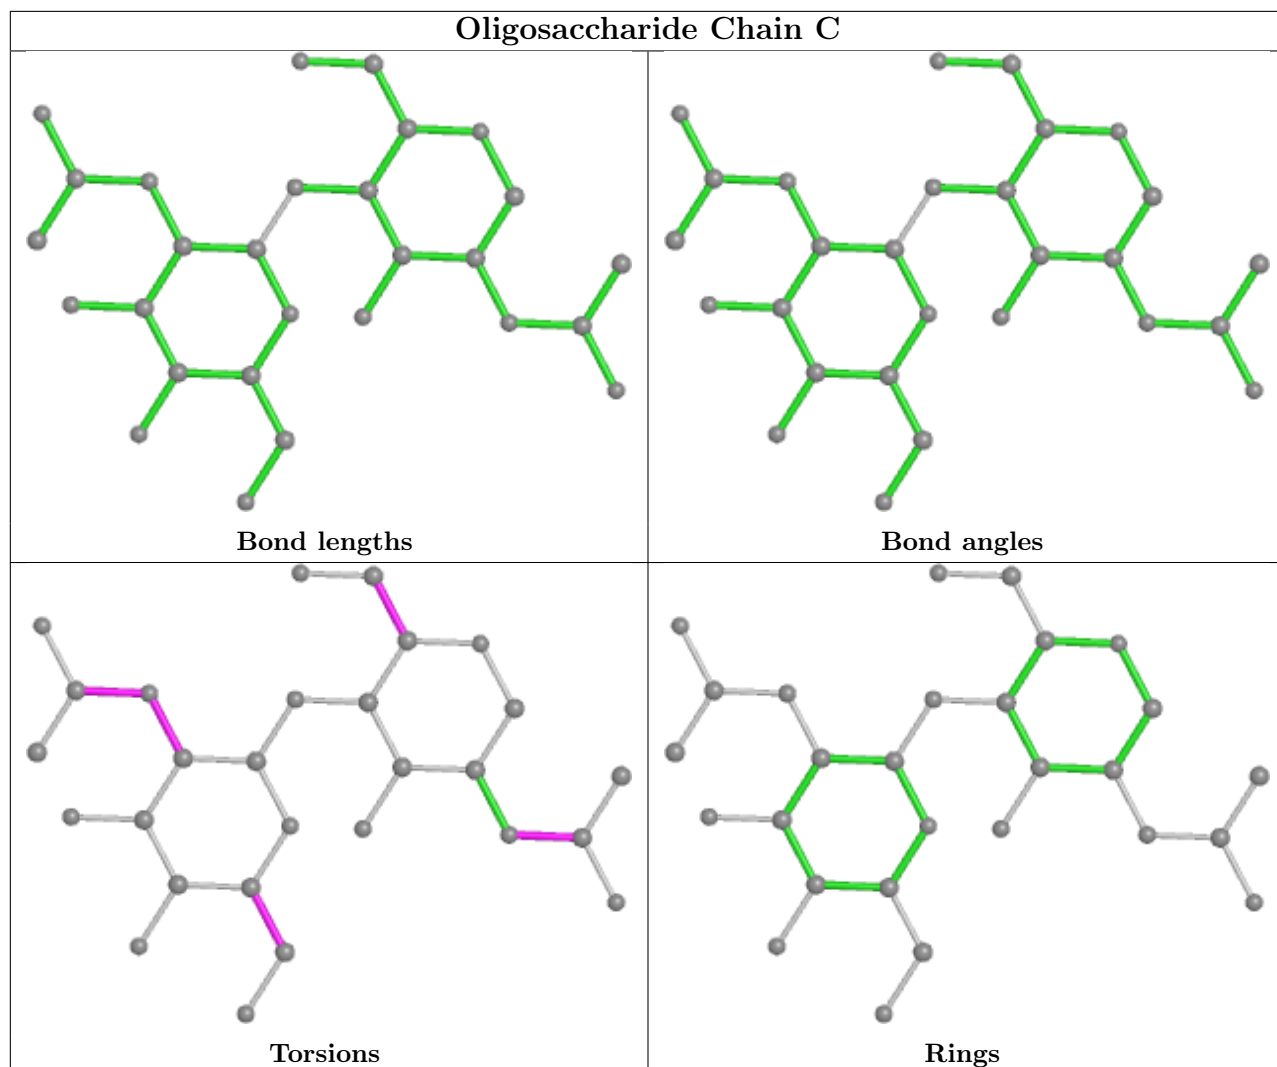 Oligosaccharide Chain C
Bond lengths
Bond angles
Torsions
Rings